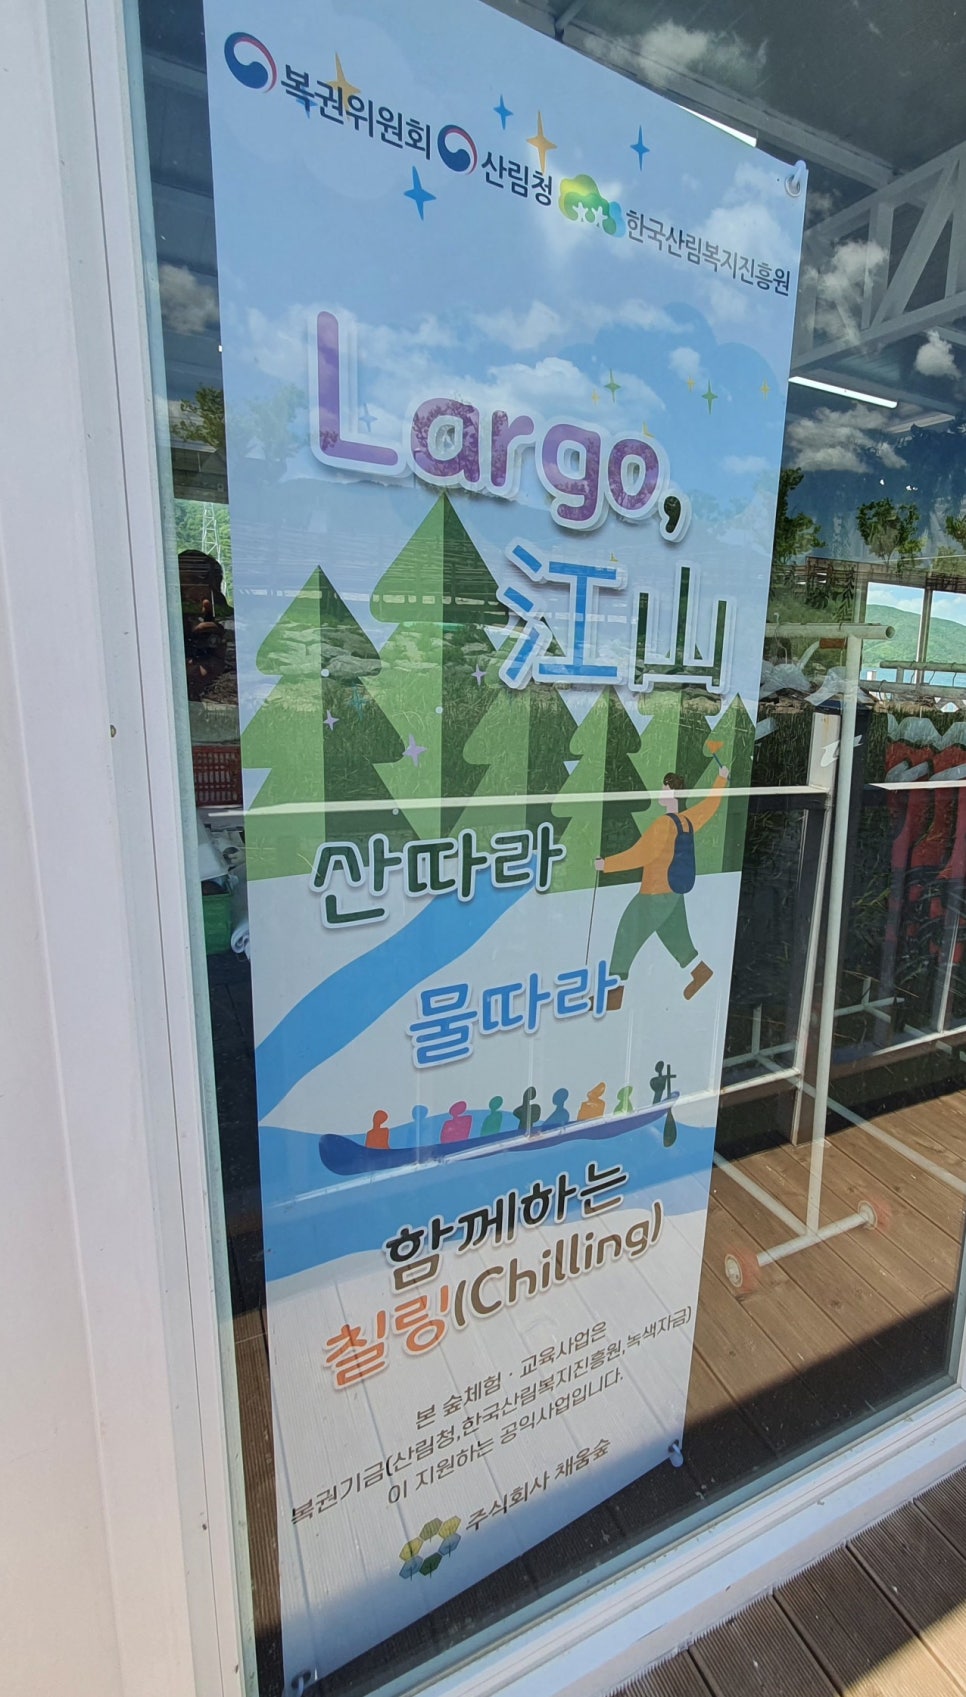 복권위원회 산림청 한국산림복지진흥원
Largo,
江山
산따라
물따라
함께하는
칠링(Chilling)
본 숲체험·교육사업은
복권기금(산림청,한국산림복지진흥원,녹색자금)
이 지원하는 공익사업입니다.
주식회사 채움숲